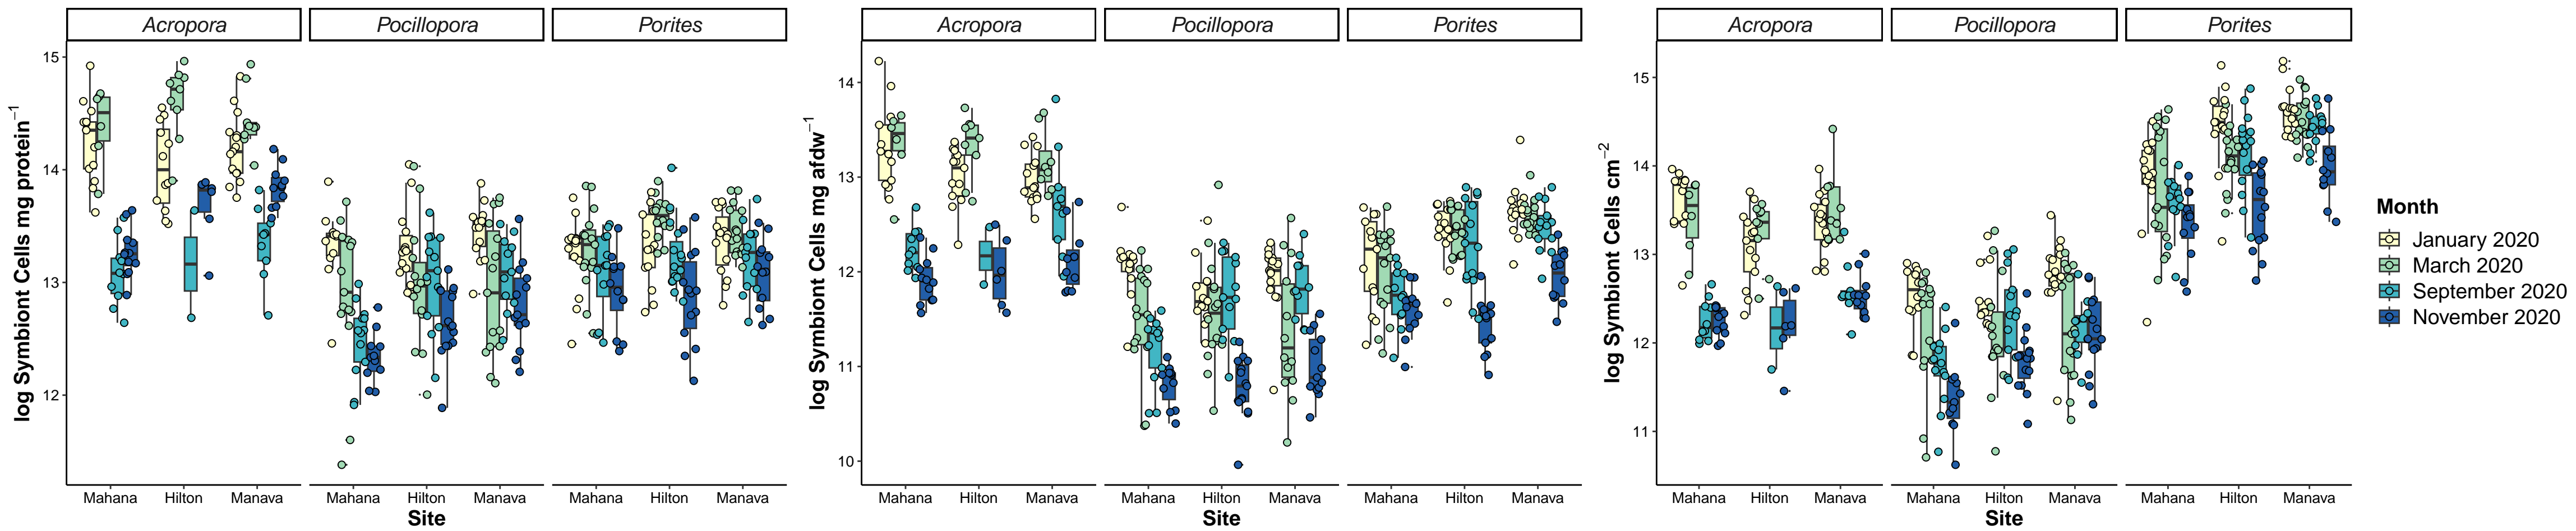 Acropora Pocillopora Porites
log Symbiont Cells mg protein⁻¹
15
14
13
12
Mahana Hilton Manava Mahana Hilton Manava Mahana Hilton Manava
Site
Acropora Pocillopora Porites
log Symbiont Cells mg afdw⁻¹
14
13
12
11
10
Mahana Hilton Manava Mahana Hilton Manava Mahana Hilton Manava
Site
Acropora Pocillopora Porites
log Symbiont Cells cm⁻²
15
14
13
12
11
Mahana Hilton Manava Mahana Hilton Manava Mahana Hilton Manava
Site
Month
January 2020
March 2020
September 2020
November 2020